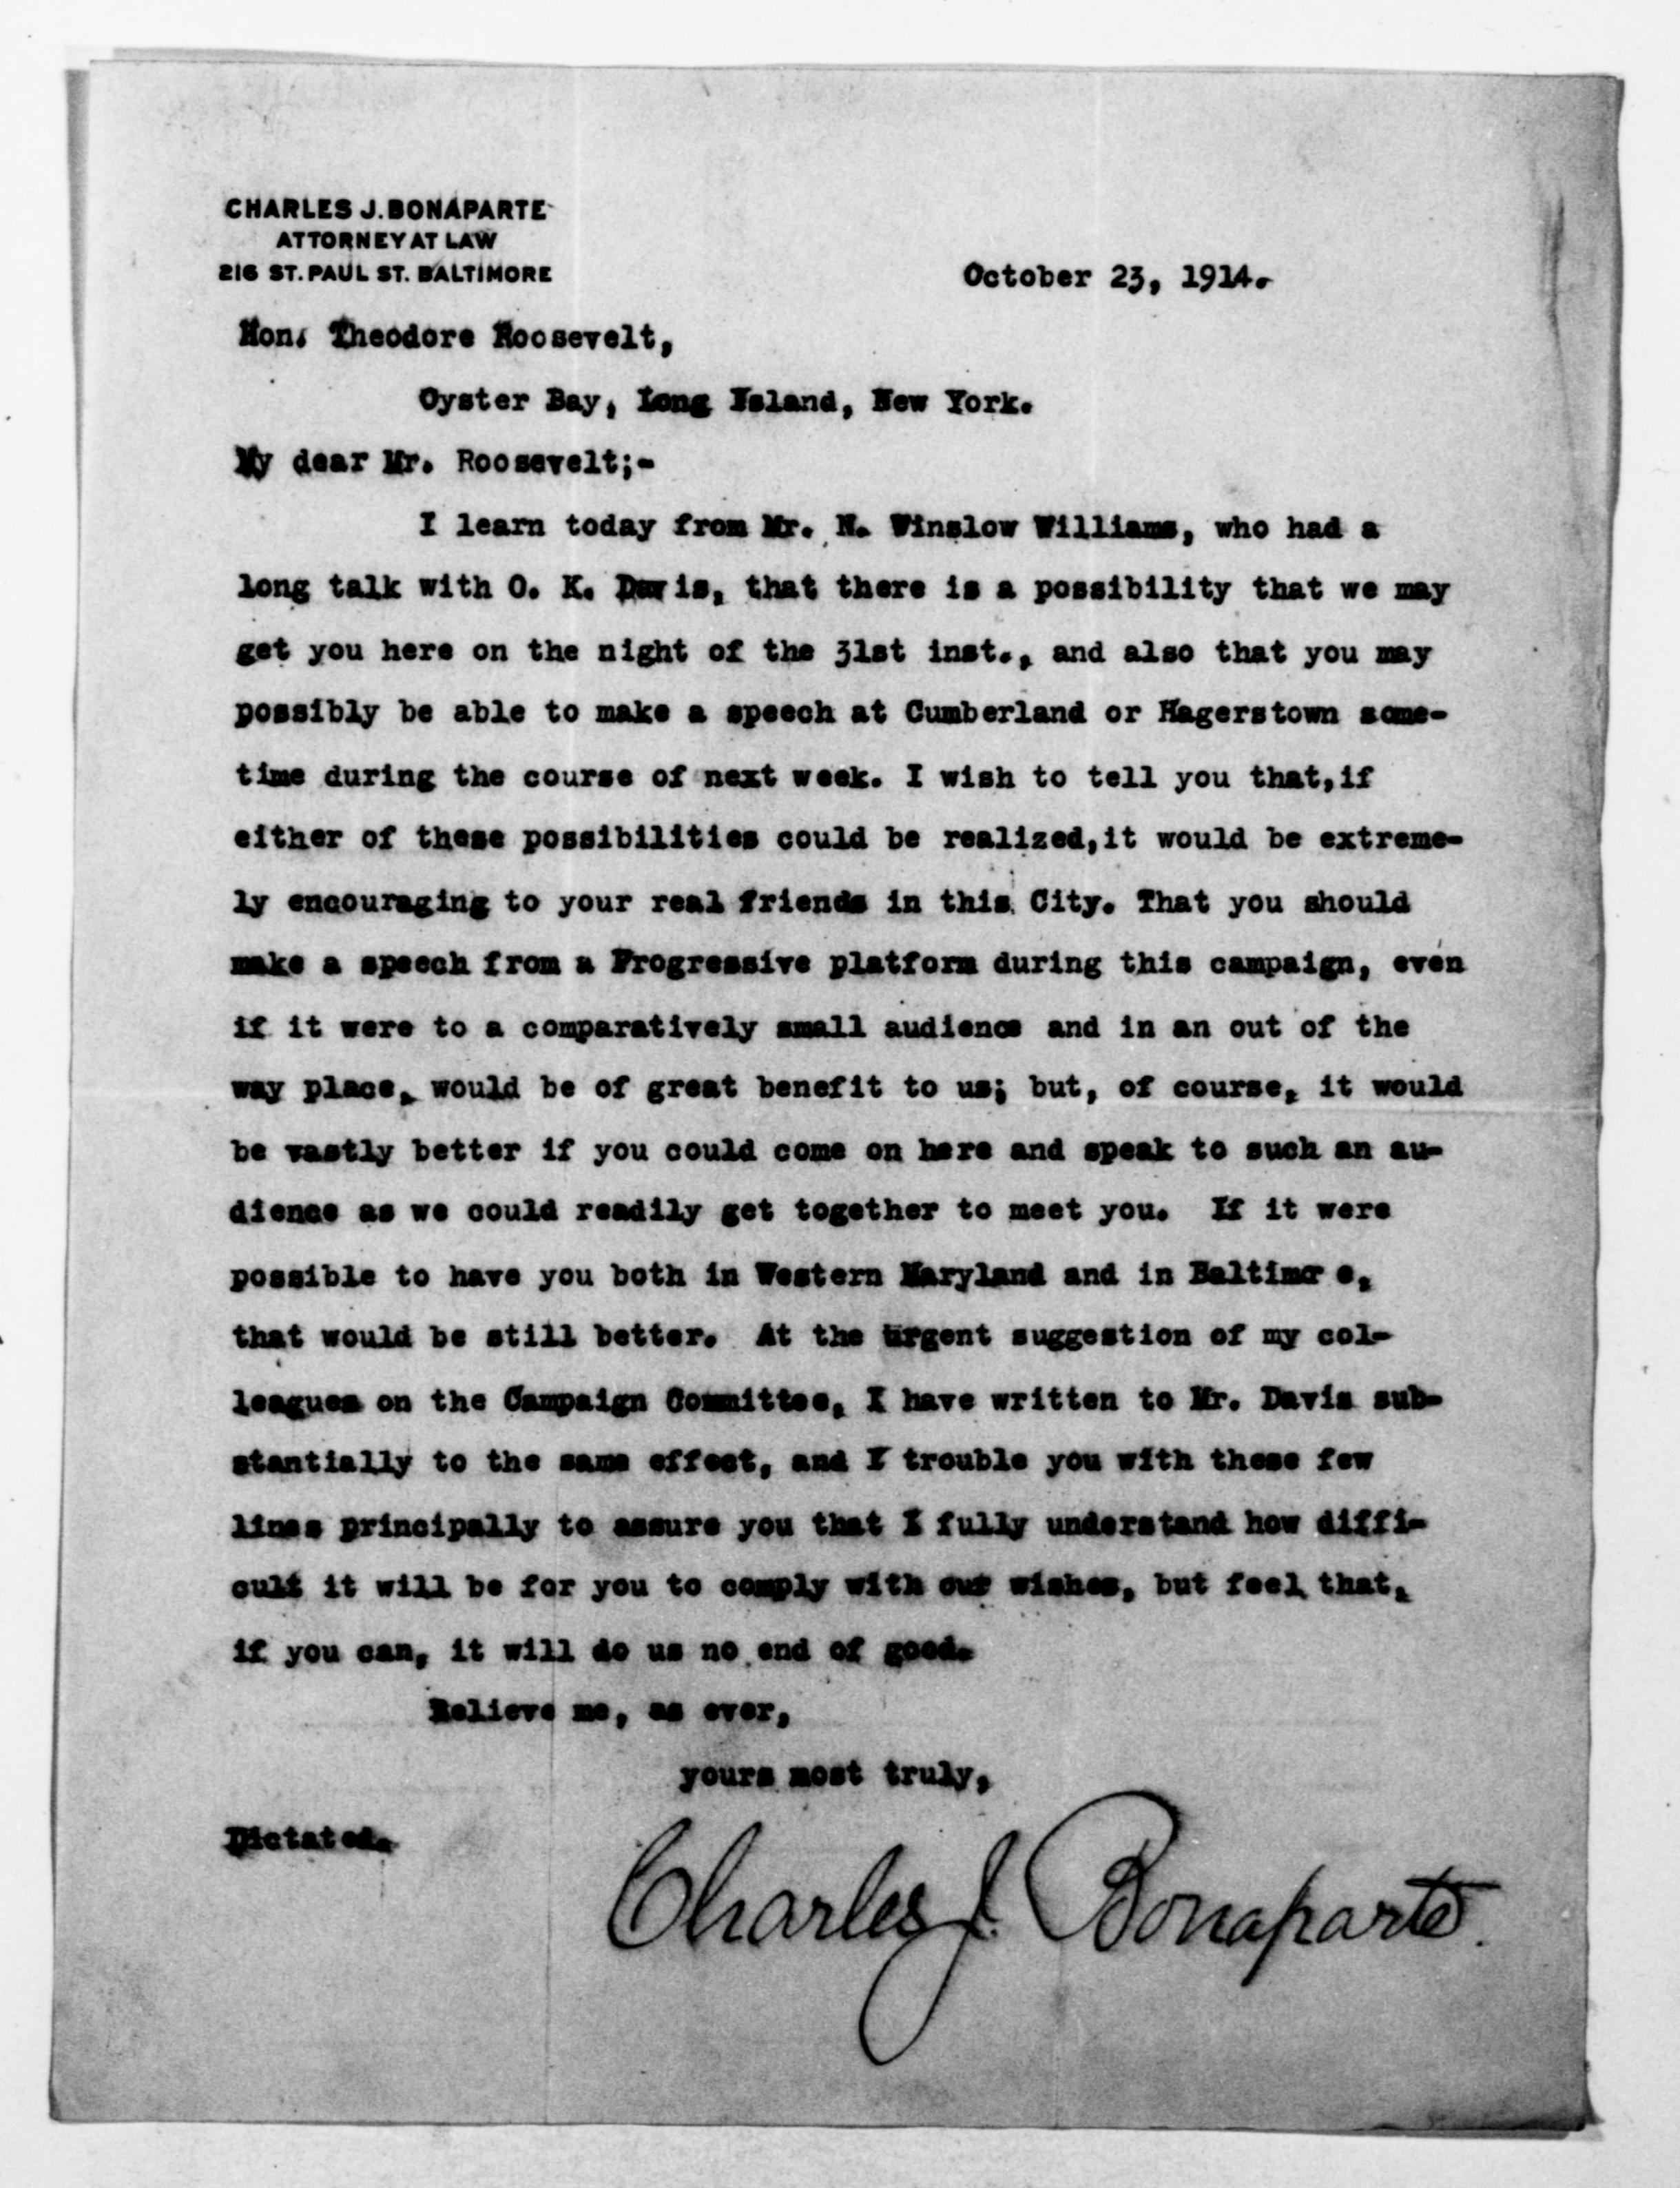 CHARLES J. BONAPARTE
ATTORNEY AT LAW
216 ST. PAUL ST. BALTIMORE
October 23, 1914.
Hon. Theodore Roosevelt,
Oyster Bay, Long Island, New York.
My dear Mr. Roosevelt;-
I learn today from Mr. N. Winslow Williams, who had a
long talk with O. K. Davis, that there is a possibility that we may
get you here on the night of the 31st inst., and also that you may
possibly be able to make a speech at Cumberland or Hagerstown some-
time during the course of next week. I wish to tell you that,if
either of these possibilities could be realized,it would be extreme-
ly encouraging to your real friends in this City. That you should
make a speech from a Progressive platform during this campaign, even
if it were to a comparatively small audience and in an out of the
way place, would be of great benefit to us; but, of course, it would
be vastly better if you could come on here and speak to such an au-
dience as we could readily get together to meet you. If it were
possible to have you both in Western Maryland and in Baltimor e,
that would be still better. At the urgent suggestion of my col-
leagues on the Campaign Committee, I have written to Mr. Davis sub-
stantially to the same effect, and I trouble you with these few
lines principally to assure you that I fully understand how diffi-
cult it will be for you to comply with our wishes, but feel that,
if you can, it will do us no end of good.
Believe me, as ever,
yours most truly,
Dictated.
Charles J. Bonaparte.